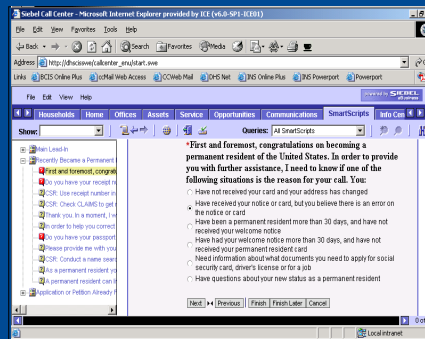 Siebel Call Center - Microsoft Internet Explorer provided by ICE (v6.0-SP1-ICE01)
File Edit View Favorites Tools Help
Back Search Favorites Media
Address http://dhsciswe/callcenter_enu/start.swe
Links BCIS Online Plus ccMail Web Access CCWeb Mail DHS Net INS Online Plus INS Powerport Powerport
File Edit View Help Powered by SIEBEL
Households Home Offices Assets Service Opportunities Communications SmartScripts Info Cen
Show: Queries: All SmartScripts
Main Lead-In
Recently Became a Permanent
First and foremost, congratu
Do you have your receipt n
CSR: Use receipt number in
CSR: Check CLAIMS to get
Thank you. In a moment, I w
In order to help you correct
Do you have your passport
Please provide me with you
CSR: Conduct a name sear
As a permanent resident yo
A permanent resident can l
Application or Petition Already F
*First and foremost, congratulations on becoming a
permanent resident of the United States. In order to provide
you with further assistance, I need to know if one of the
following situations is the reason for your call. You:
Have not received your card and your address has changed
Have received your notice or card, but you believe there is an error on
the notice or card
Have been a permanent resident more than 30 days, and have not
received your welcome notice
Have had your welcome notice more than 30 days, and have not
received your permanent resident card
Need information about what documents you need to apply for social
security card, driver's license or for a job
Have questions about your new status as a permanent resident
Next Previous Finish Finish Later Cancel
0 of
Local intranet